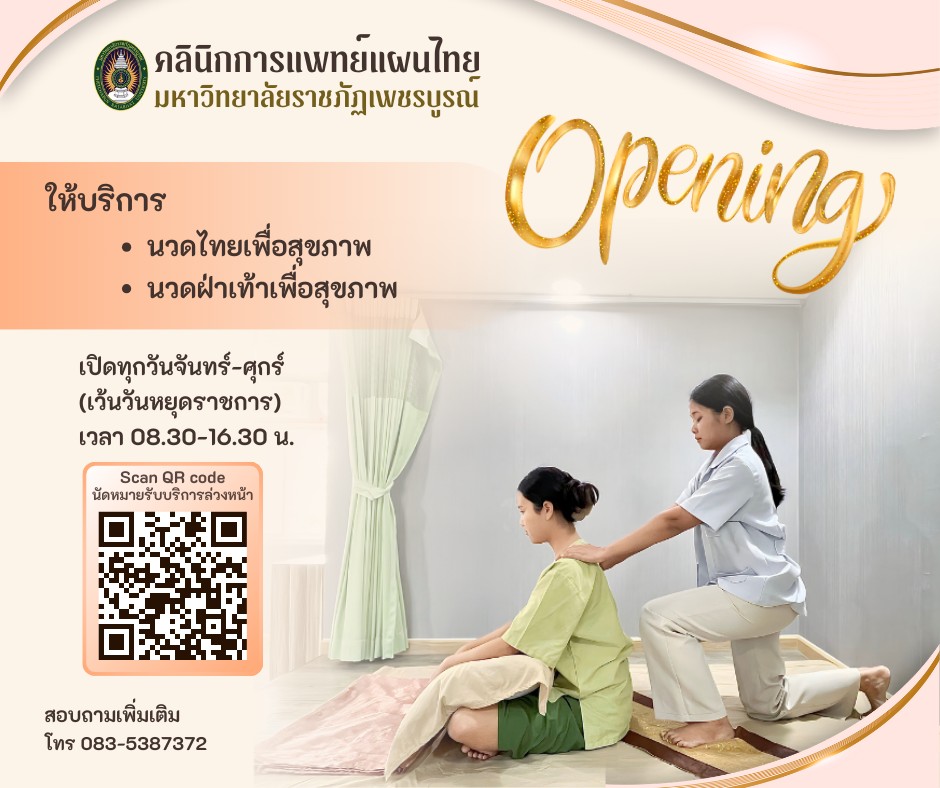 คลินิกการแพทย์แผนไทย
มหาวิทยาลัยราชภัฏเพชรบูรณ์
Opening
ให้บริการ
• นวดไทยเพื่อสุขภาพ
• นวดฝ่าเท้าเพื่อสุขภาพ
เปิดทุกวันจันทร์-ศุกร์
(เว้นวันหยุดราชการ)
เวลา 08.30-16.30 น.
Scan QR code
นัดหมายรับบริการล่วงหน้า
สอบถามเพิ่มเติม
โทร 083-5387372